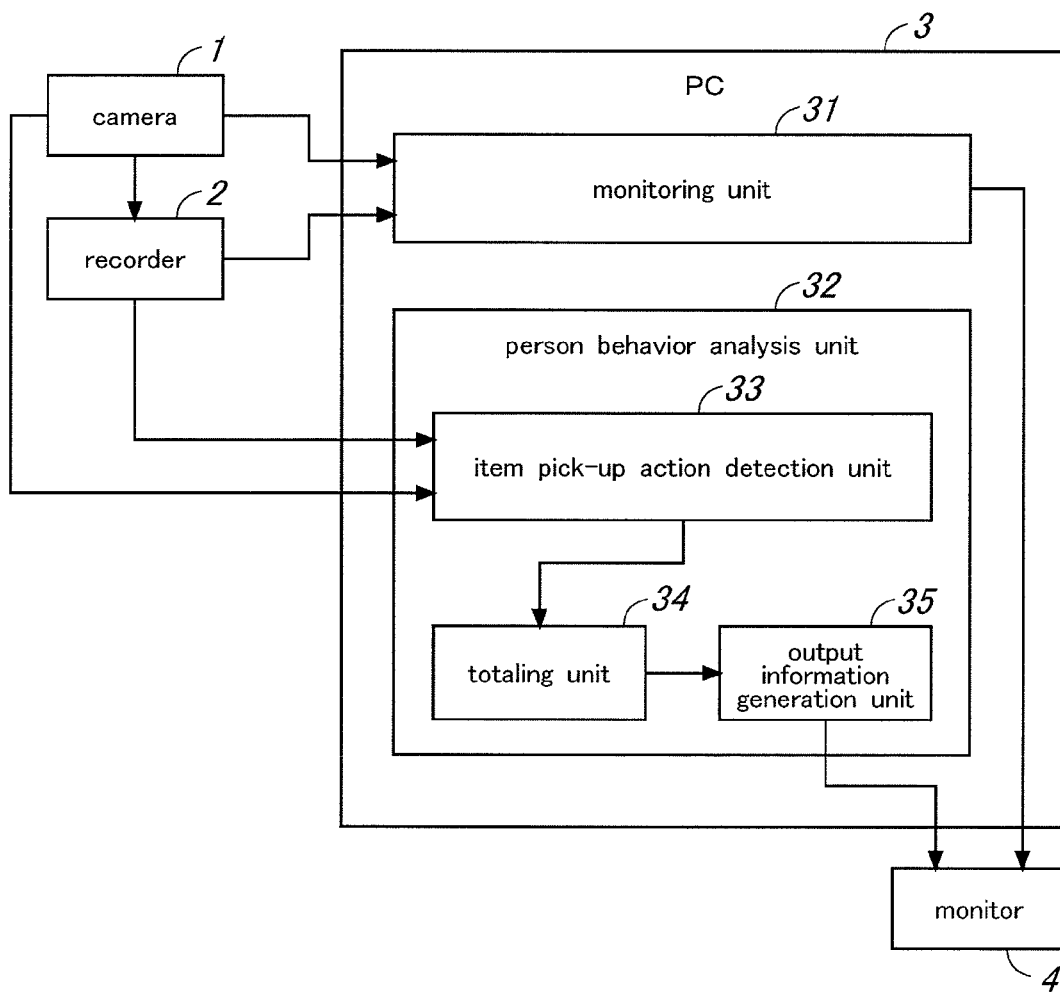 1
3
camera
PC
31
monitoring unit
2
recorder
32
person behavior analysis unit
33
item pick-up action detection unit
34
35
totaling unit
output
information
generation unit
monitor
4